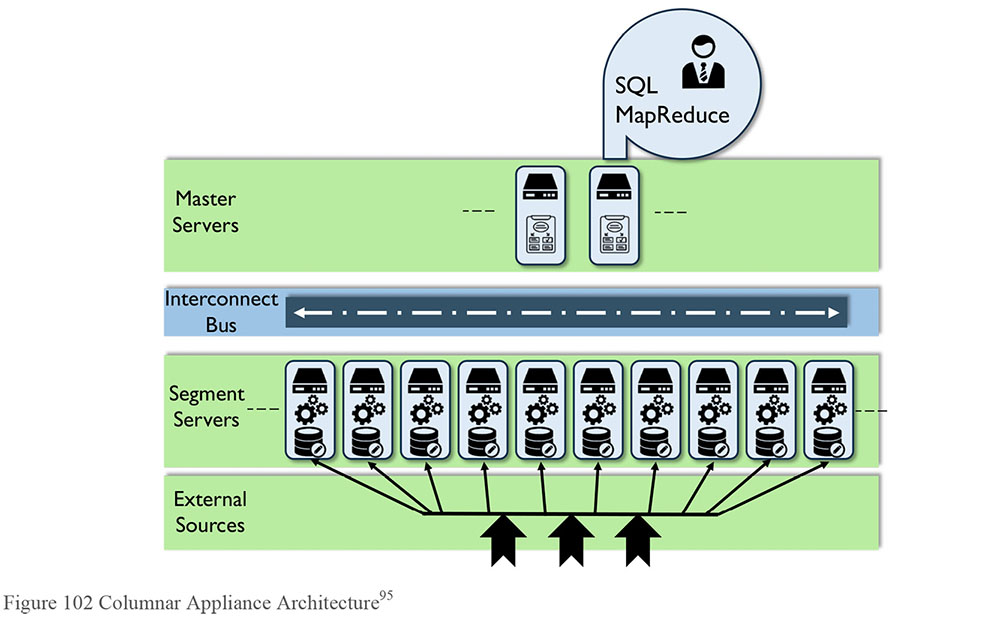 SQL
MapReduce
Master
Servers
Interconnect
Bus
Segment
Servers
External
Sources
Figure 102 Columnar Appliance Architecture95